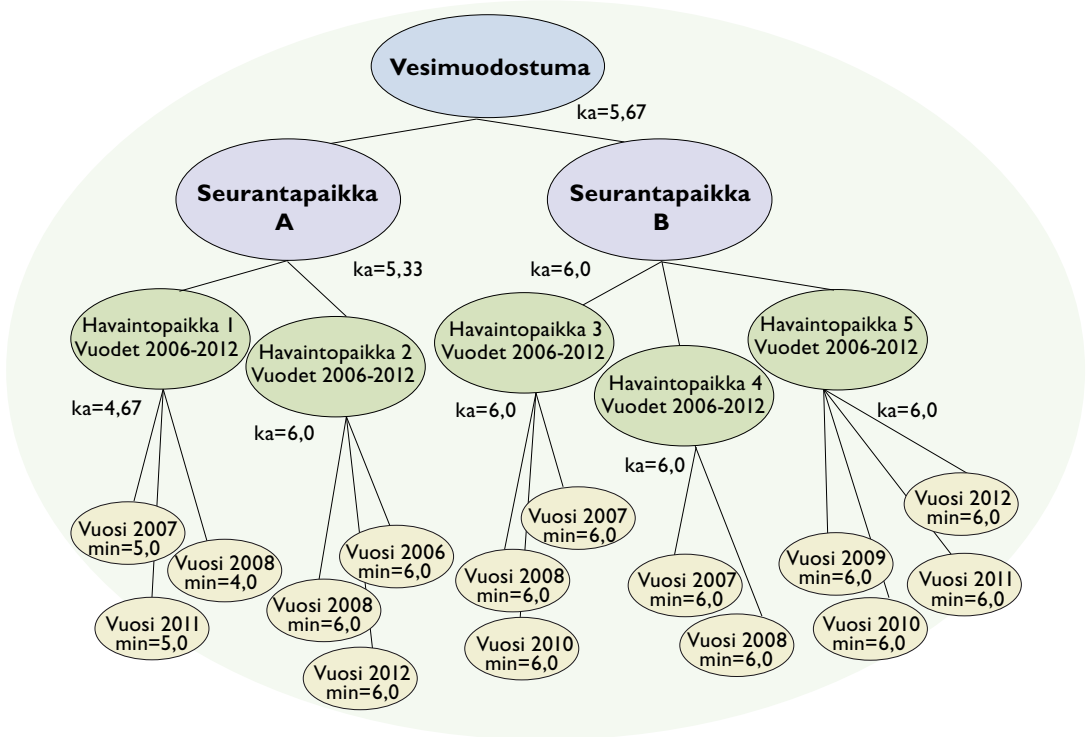 Vesimuodostuma
ka=5,67
Seurantapaikka
A
Seurantapaikka
B
ka=5,33
ka=6,0
Havaintopaikka 1
Vuodet 2006-2012
Havaintopaikka 2
Vuodet 2006-2012
Havaintopaikka 3
Vuodet 2006-2012
Havaintopaikka 4
Vuodet 2006-2012
Havaintopaikka 5
Vuodet 2006-2012
ka=4,67
ka=6,0
ka=6,0
ka=6,0
ka=6,0
Vuosi 2007
min=5,0
Vuosi 2008
min=4,0
Vuosi 2011
min=5,0
Vuosi 2006
min=6,0
Vuosi 2008
min=6,0
Vuosi 2012
min=6,0
Vuosi 2007
min=6,0
Vuosi 2008
min=6,0
Vuosi 2010
min=6,0
Vuosi 2007
min=6,0
Vuosi 2008
min=6,0
Vuosi 2009
min=6,0
Vuosi 2010
min=6,0
Vuosi 2012
min=6,0
Vuosi 2011
min=6,0